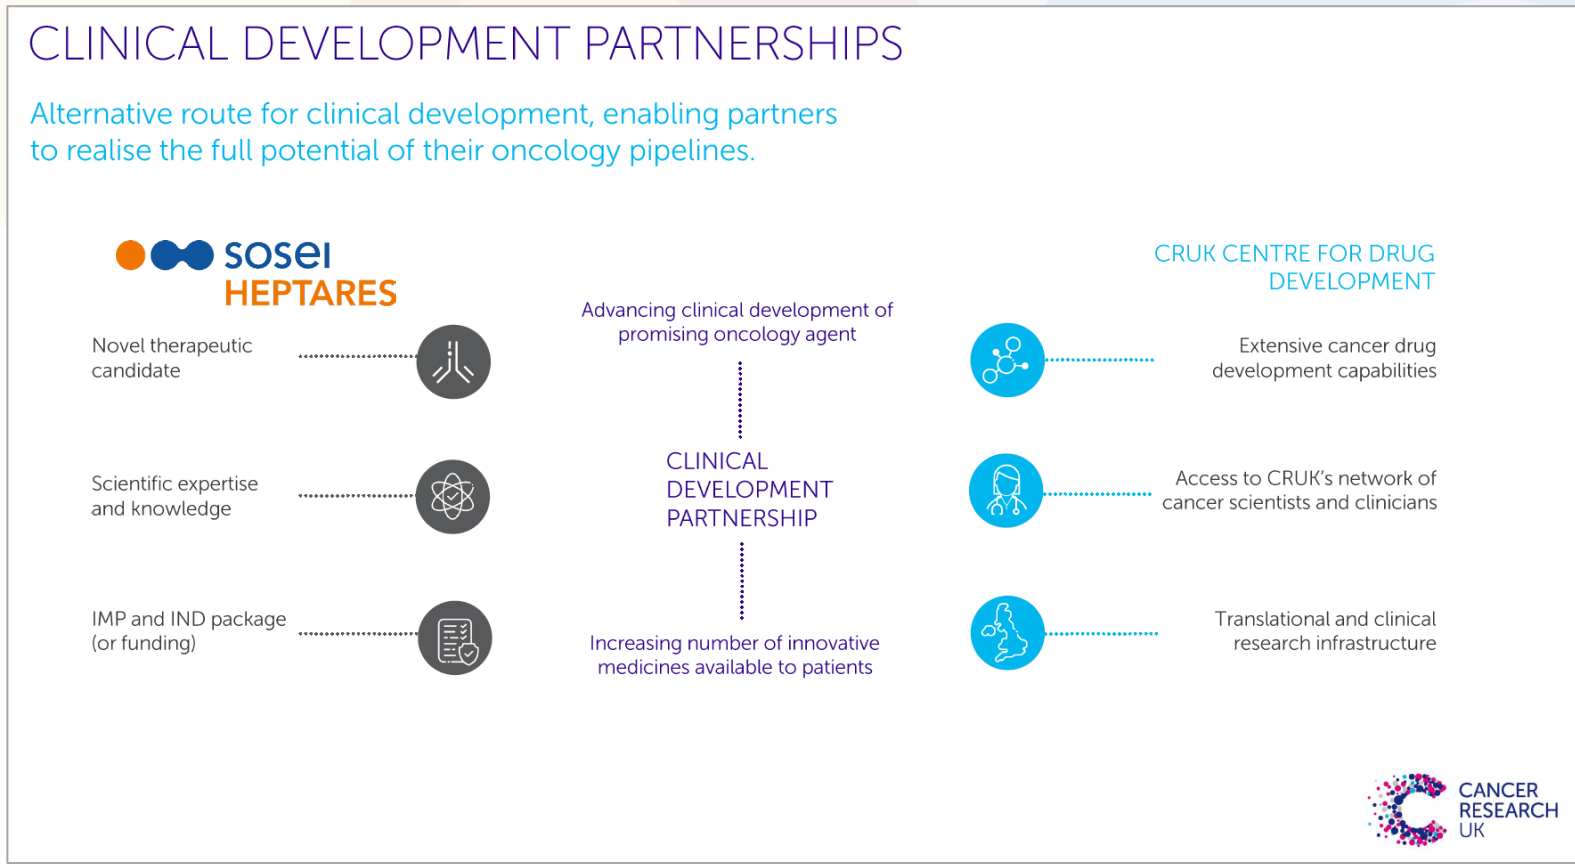 CLINICAL DEVELOPMENT PARTNERSHIPS
Alternative route for clinical development, enabling partners
to realise the full potential of their oncology pipelines.
sosei
HEPTARES
Novel therapeutic
candidate
Scientific expertise
and knowledge
IMP and IND package
(or funding)
Advancing clinical development of
promising oncology agent
CLINICAL
DEVELOPMENT
PARTNERSHIP
Increasing number of innovative
medicines available to patients
CRUK CENTRE FOR DRUG
DEVELOPMENT
Extensive cancer drug
development capabilities
Access to CRUK’s network of
cancer scientists and clinicians
Translational and clinical
research infrastructure
CANCER
RESEARCH
UK